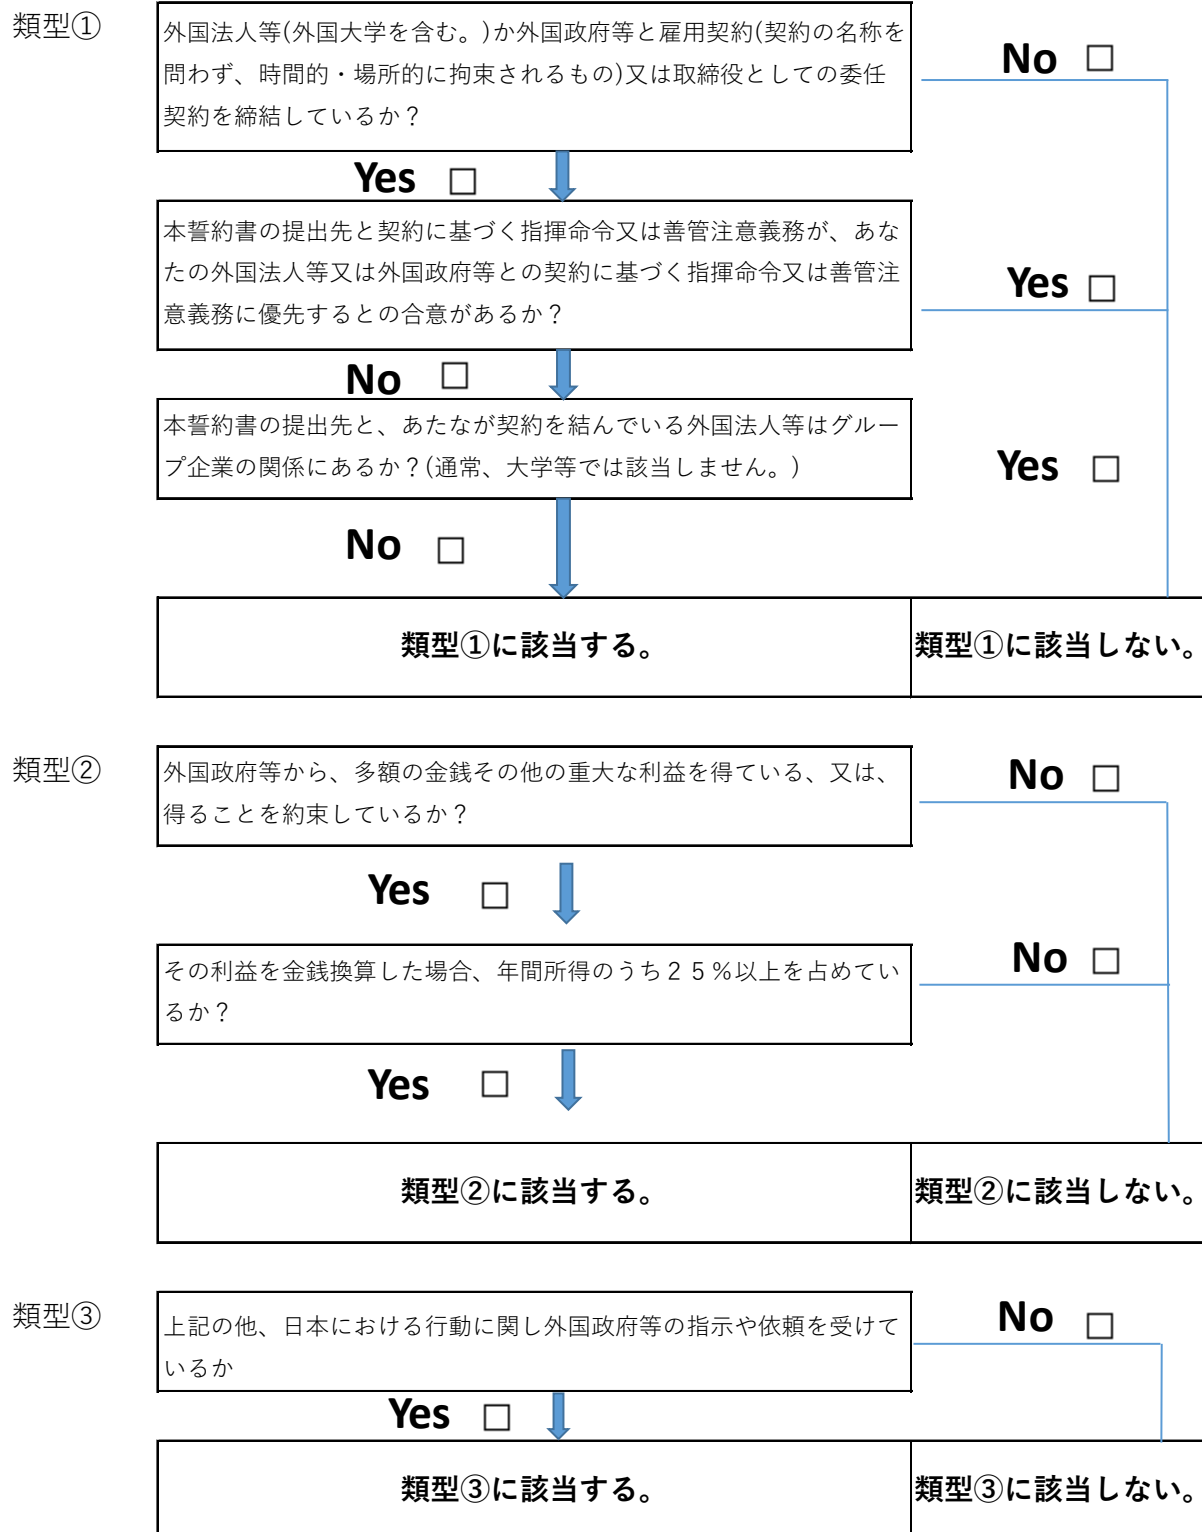 類型①
外国法人等(外国大学を含む。)か外国政府等と雇用契約(契約の名称を
問わず、時間的・場所的に拘束されるもの)又は取締役としての委任
契約を締結しているか？
No □
Yes □
本誓約書の提出先と契約に基づく指揮命令又は善管注意義務が、あな
たの外国法人等又は外国政府等との契約に基づく指揮命令又は善管注
意義務に優先するとの合意があるか？
Yes □
No □
本誓約書の提出先と、あたなが契約を結んでいる外国法人等はグルー
プ企業の関係にあるか？(通常、大学等では該当しません。)
Yes □
No □
類型①に該当する。
類型①に該当しない。
類型②
外国政府等から、多額の金銭その他の重大な利益を得ている、又は、
得ることを約束しているか？
No □
Yes □
その利益を金銭換算した場合、年間所得のうち２５％以上を占めてい
るか？
No □
Yes □
類型②に該当する。
類型②に該当しない。
類型③
上記の他、日本における行動に関し外国政府等の指示や依頼を受けて
いるか
No □
Yes □
類型③に該当する。
類型③に該当しない。